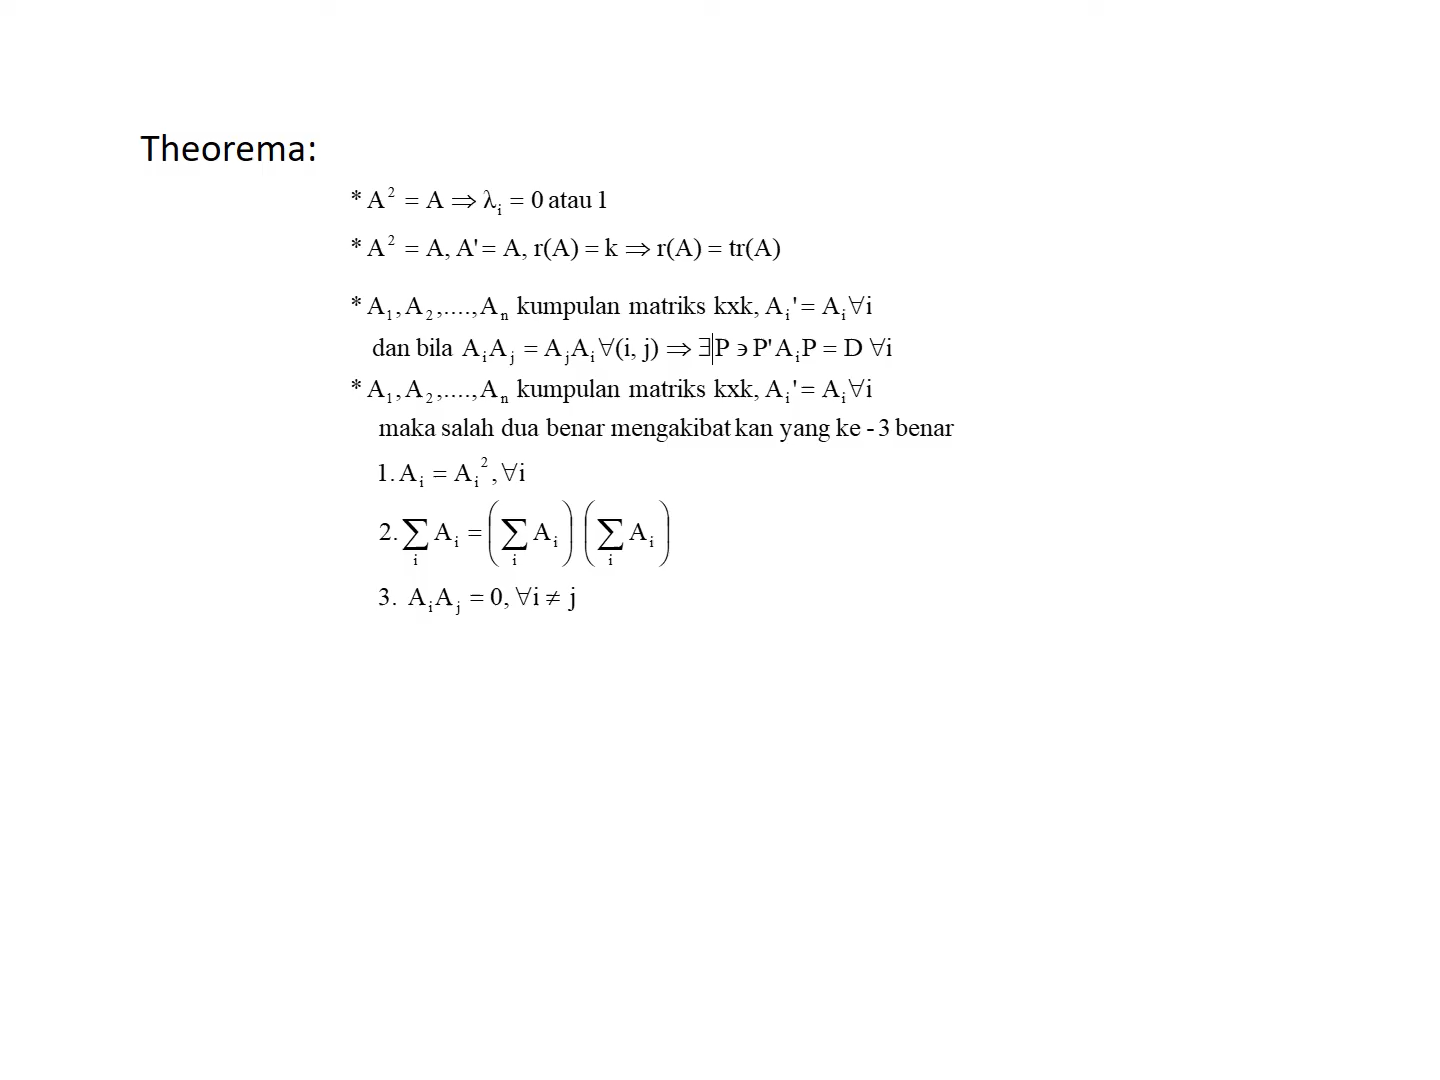 Theorema:
* A² = A ⇒ λᵢ = 0 atau 1
* A² = A, A' = A, r(A) = k ⇒ r(A) = tr(A)
* A₁, A₂,...., Aₙ kumpulan matriks kxk, Aᵢ' = Aᵢ ∀i
dan bila AᵢAⱼ = AⱼAᵢ ∀(i, j) ⇒ ∃|P ∍ P'AᵢP = D ∀i
* A₁, A₂,...., Aₙ kumpulan matriks kxk, Aᵢ' = Aᵢ ∀i
maka salah dua benar mengakibat kan yang ke - 3 benar
1. Aᵢ = Aᵢ², ∀i
2. ∑ᵢ Aᵢ = (∑ᵢ Aᵢ) (∑ᵢ Aᵢ)
3. AᵢAⱼ = 0, ∀i ≠ j